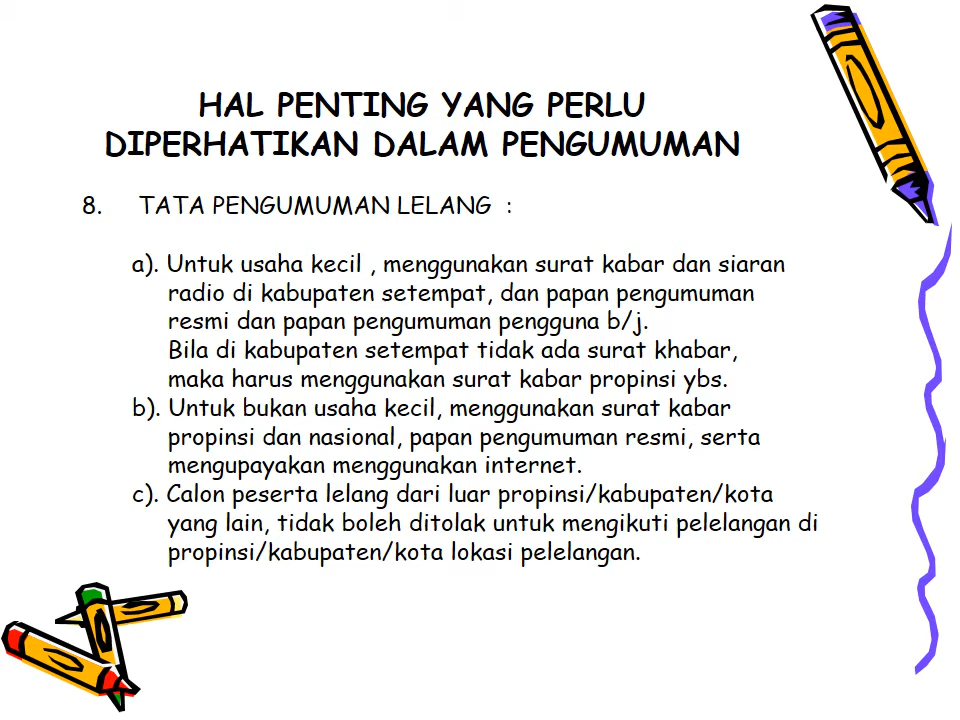 HAL PENTING YANG PERLU
DIPERHATIKAN DALAM PENGUMUMAN
8. TATA PENGUMUMAN LELANG :
a). Untuk usaha kecil , menggunakan surat kabar dan siaran
radio di kabupaten setempat, dan papan pengumuman
resmi dan papan pengumuman pengguna b/j.
Bila di kabupaten setempat tidak ada surat khabar,
maka harus menggunakan surat kabar propinsi ybs.
b). Untuk bukan usaha kecil, menggunakan surat kabar
propinsi dan nasional, papan pengumuman resmi, serta
mengupayakan menggunakan internet.
c). Calon peserta lelang dari luar propinsi/kabupaten/kota
yang lain, tidak boleh ditolak untuk mengikuti pelelangan di
propinsi/kabupaten/kota lokasi pelelangan.